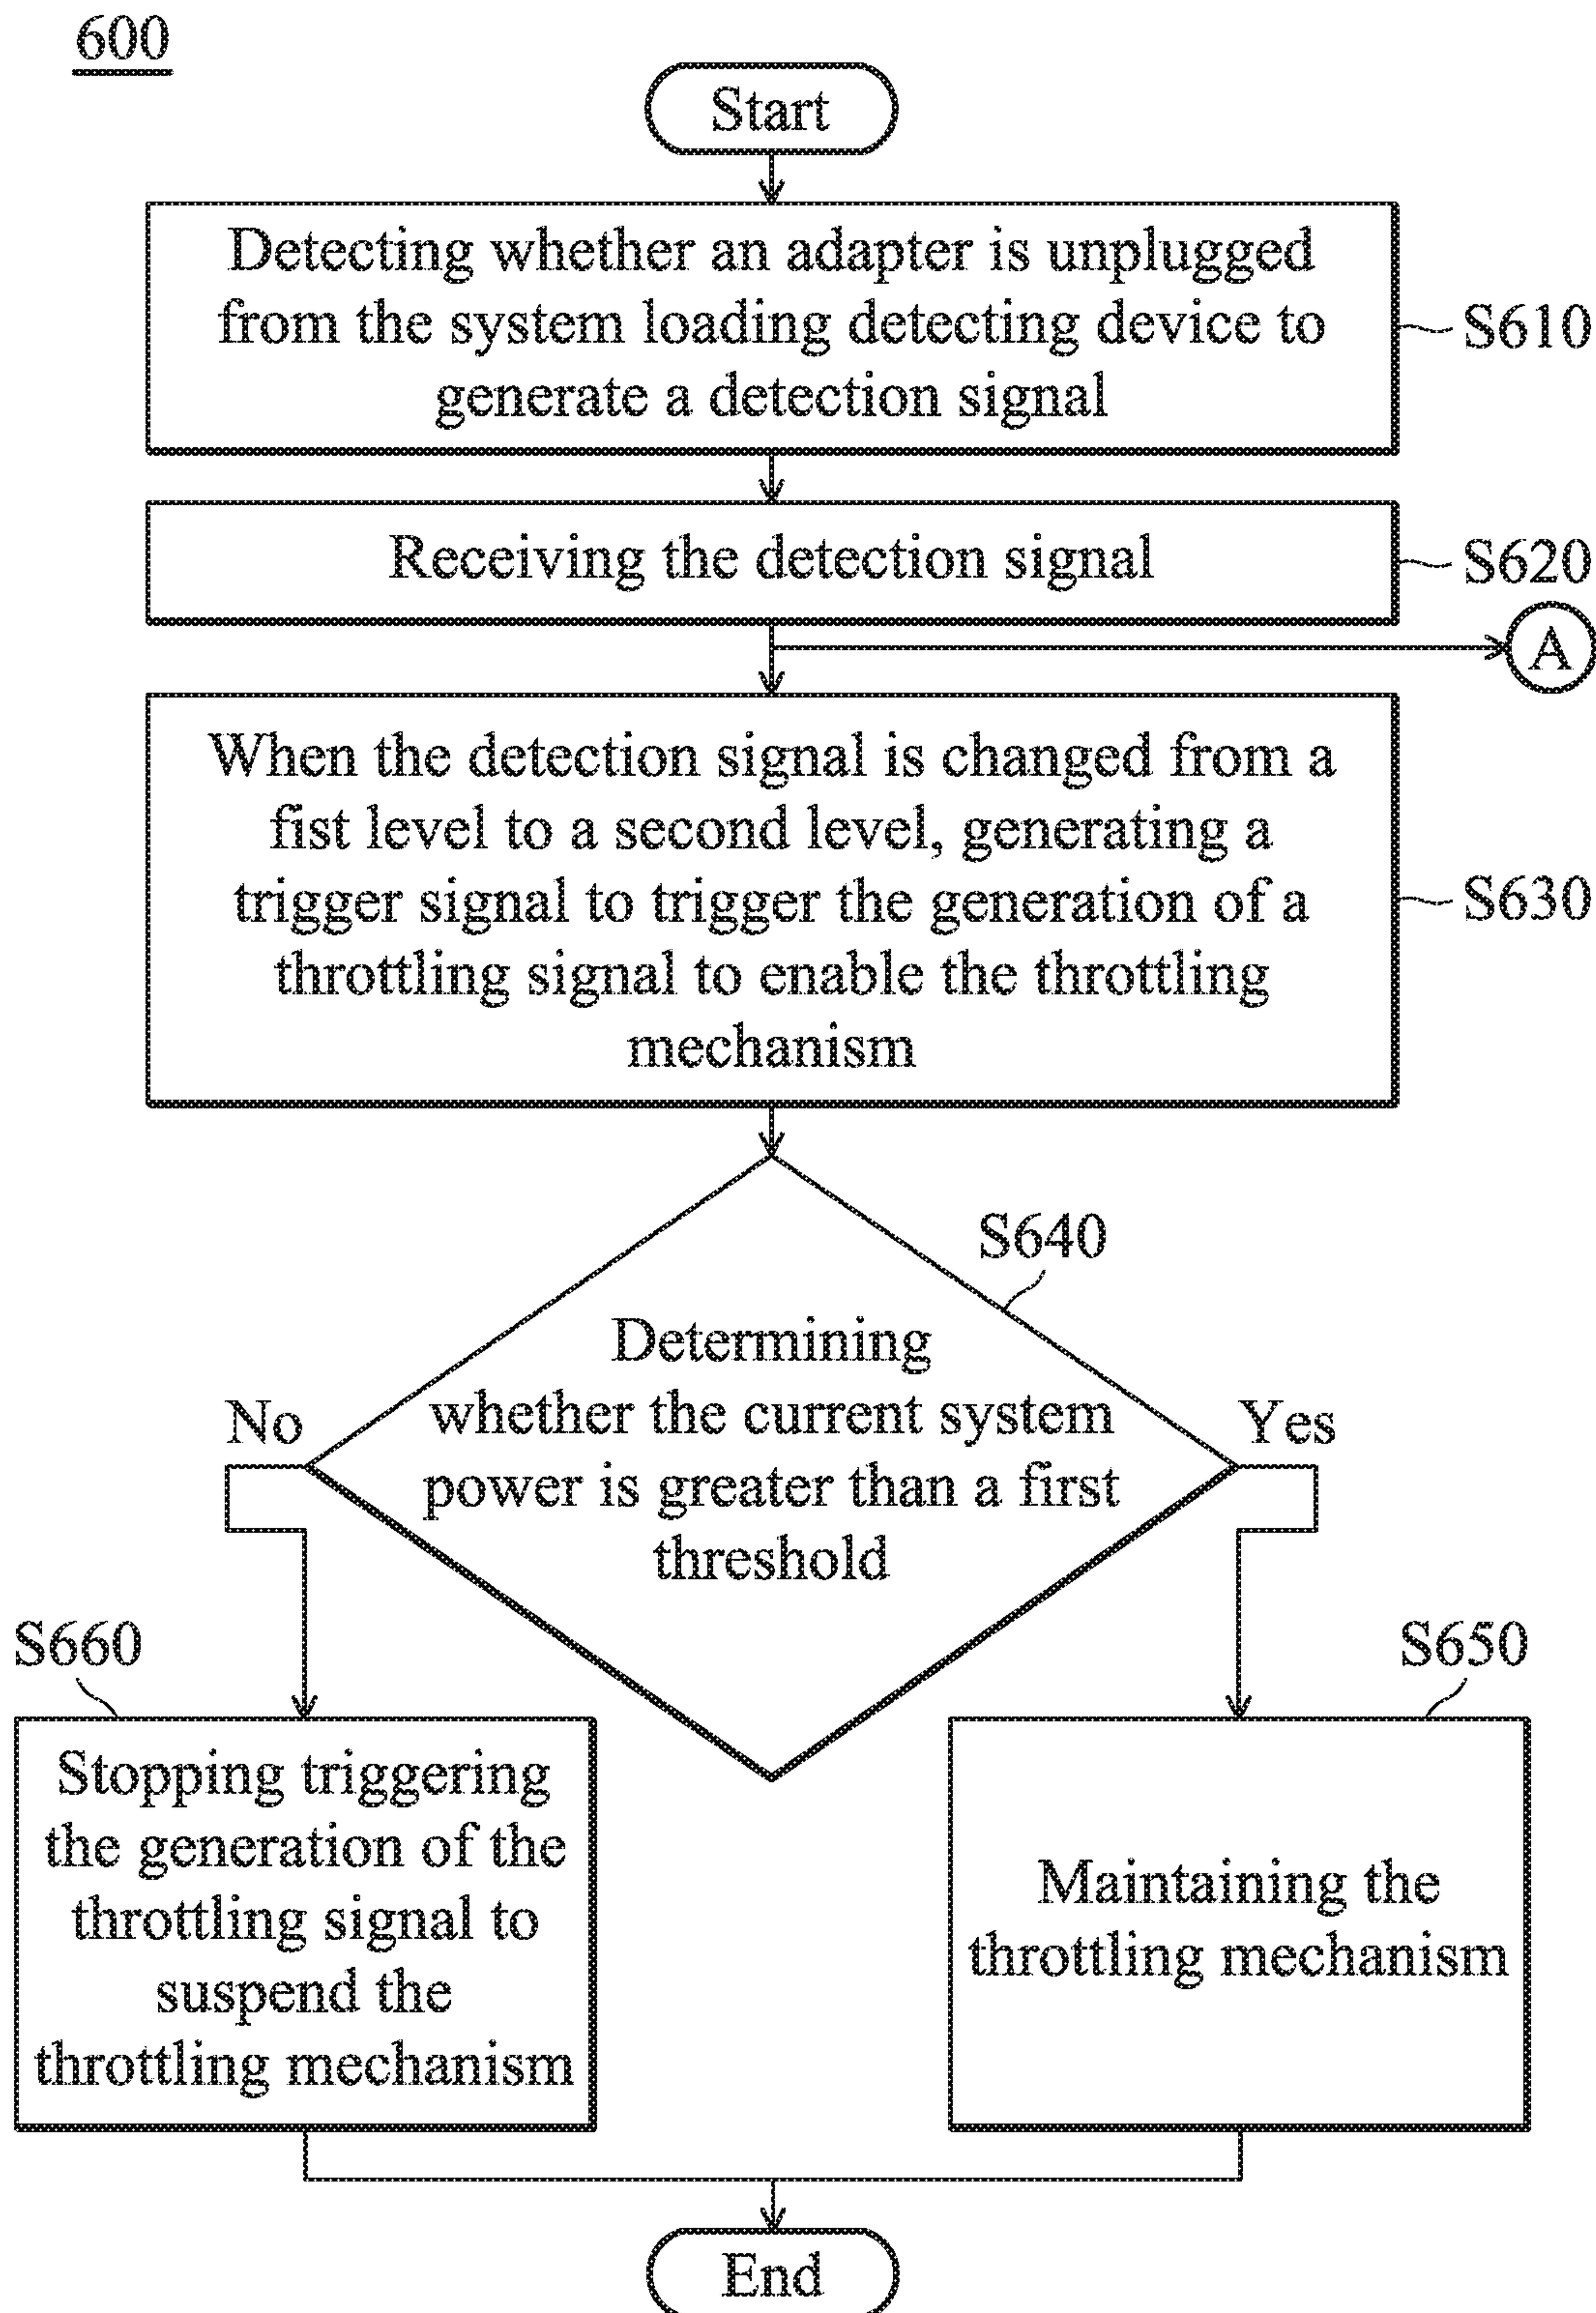 600
Start
Detecting whether an adapter is unplugged
from the system loading detecting device to
generate a detection signal
S610
Receiving the detection signal
S620
A
When the detection signal is changed from a
fist level to a second level, generating a
trigger signal to trigger the generation of a
throttling signal to enable the throttling
mechanism
S630
S640
Determining
whether the current system
power is greater than a first
threshold
No
Yes
S660
Stopping triggering
the generation of the
throttling signal to
suspend the
throttling mechanism
S650
Maintaining the
throttling mechanism
End